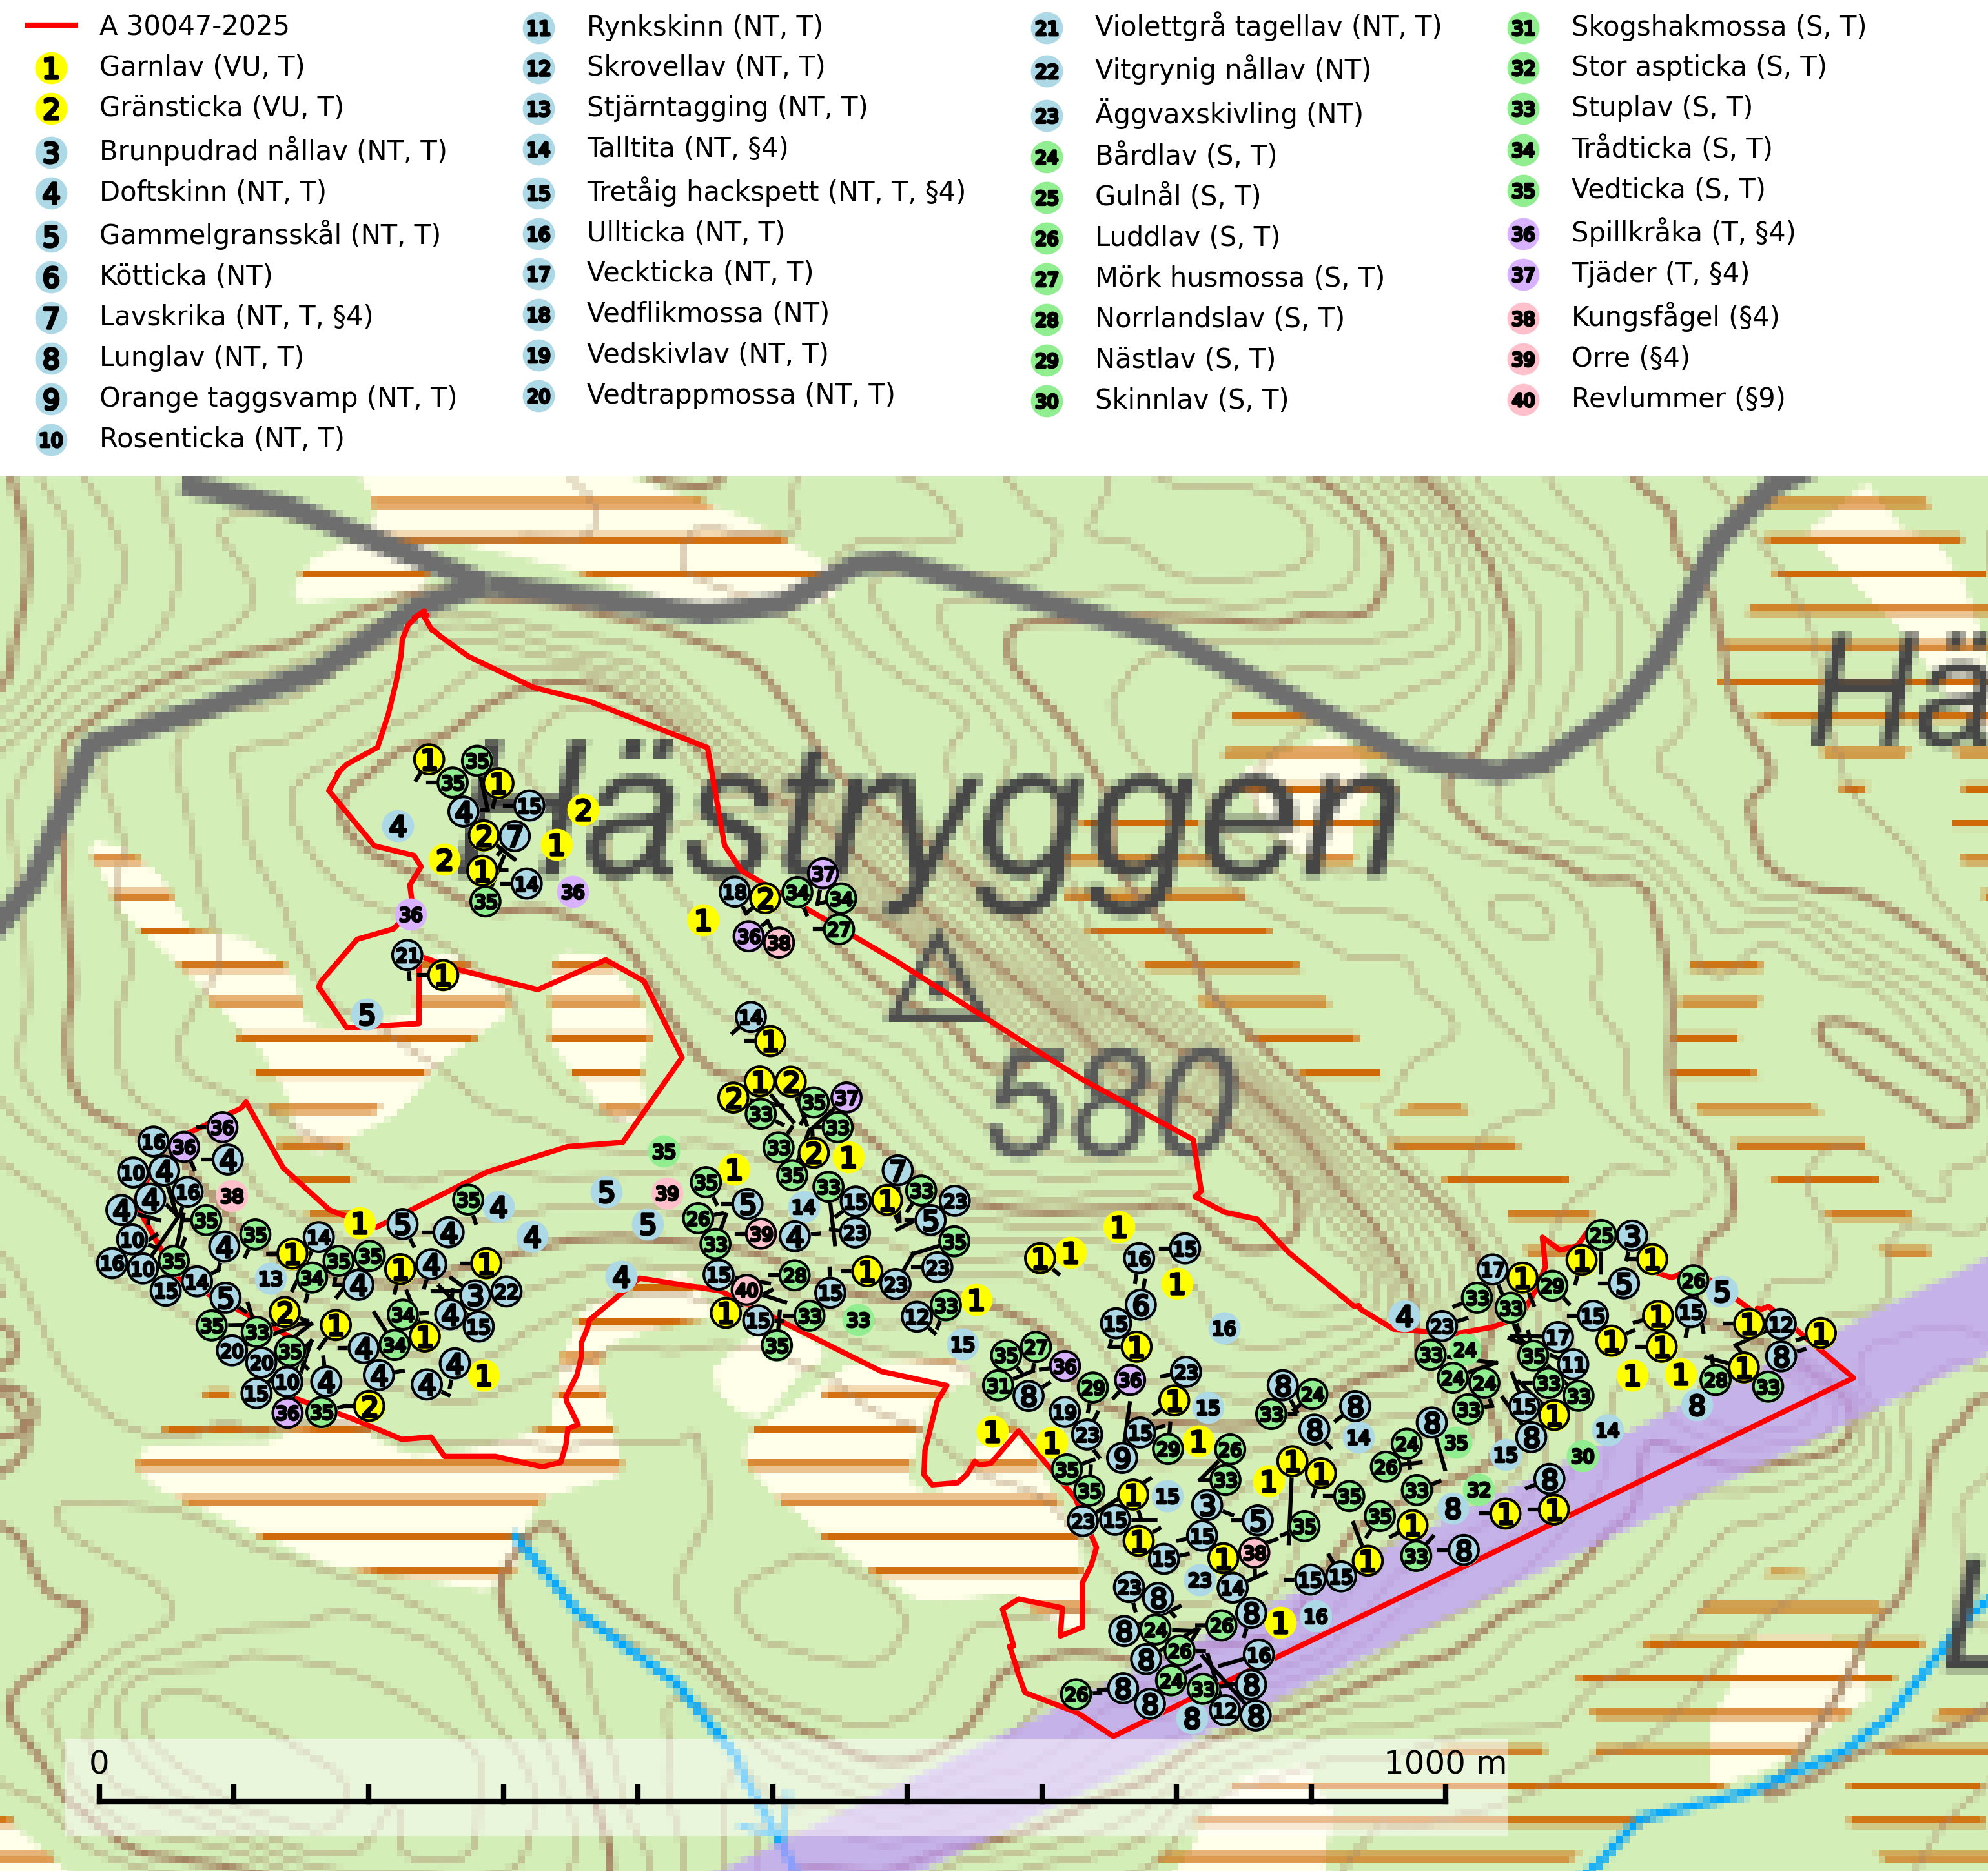 A 30047-2025
1 Garnlav (VU, T)
2 Gränsticka (VU, T)
3 Brunpudrad nållav (NT, T)
4 Doftskinn (NT, T)
5 Gammelgransskål (NT, T)
6 Kötticka (NT)
7 Lavskrika (NT, T, §4)
8 Lunglav (NT, T)
9 Orange taggsvamp (NT, T)
10 Rosenticka (NT, T)
11 Rynkskinn (NT, T)
12 Skrovellav (NT, T)
13 Stjärntagging (NT, T)
14 Talltita (NT, §4)
15 Tretåig hackspett (NT, T, §4)
16 Ullticka (NT, T)
17 Veckticka (NT, T)
18 Vedflikmossa (NT)
19 Vedskivlav (NT, T)
20 Vedtrappmossa (NT, T)
21 Violettgrå tagellav (NT, T)
22 Vitgrynig nållav (NT)
23 Äggvaxskivling (NT)
24 Bårdlav (S, T)
25 Gulnål (S, T)
26 Luddlav (S, T)
27 Mörk husmossa (S, T)
28 Norrlandslav (S, T)
29 Nästlav (S, T)
30 Skinnlav (S, T)
31 Skogshakmossa (S, T)
32 Stor aspticka (S, T)
33 Stuplav (S, T)
34 Trådticka (S, T)
35 Vedticka (S, T)
36 Spillkråka (T, §4)
37 Tjäder (T, §4)
38 Kungsfågel (§4)
39 Orre (§4)
40 Revlummer (§9)
Hä
Hästryggen
580
L
0
1000 m